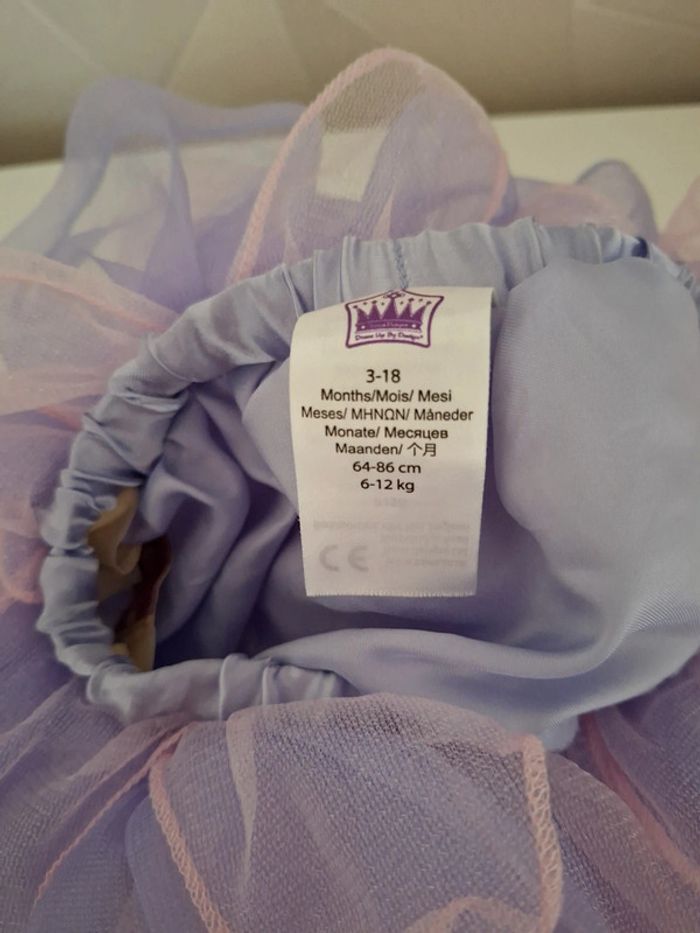 Dress Up By Design
3-18
Months/Mois/ Mesi
Meses/ ΜΗΝΩΝ/ Måneder
Monate/ Месяцев
Maanden/ 个月
64-86 cm
6-12 kg
CE